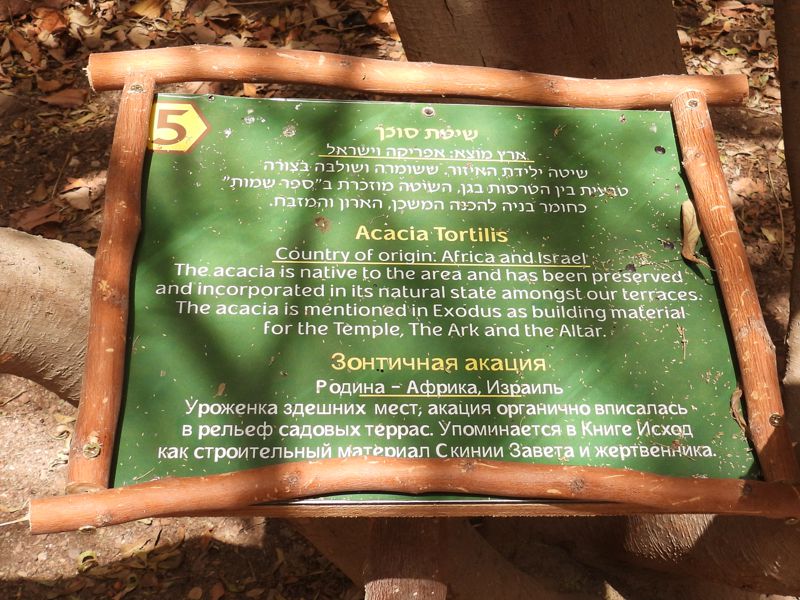 5
שיטת סוכך
ארץ מוצא: אפריקה וישראל
שיטה ילידת האיזור, ששומרה ושולבה בצורה
טבעית בין הטרסות בגן, השיטה מוזכרת ב"ספר שמות"
כחומר בניה להכנת המשכן, הארון והמזבח.
Acacia Tortilis
Country of origin: Africa and Israel
The acacia is native to the area and has been preserved
and incorporated in its natural state amongst our terraces.
The acacia is mentioned in Exodus as building material
for the Temple, The Ark and the Altar.
Зонтичная акация
Родина – Африка, Израиль
Уроженка здешних мест, акация органично вписалась
в рельеф садовых террас. Упоминается в Книге Исход
как строительный материал Скинии Завета и жертвенника.